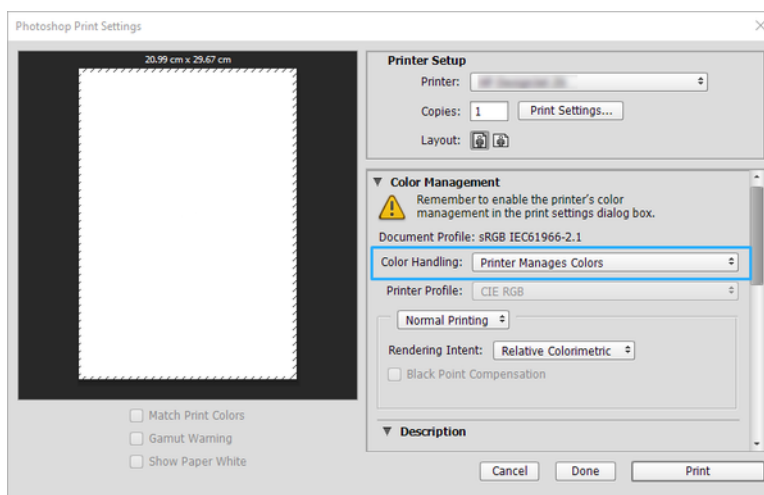 Photoshop Print Settings
20.99 cm x 29.67 cm
Match Print Colors
Gamut Warning
Show Paper White
Printer Setup
Printer:
Copies: 1 Print Settings...
Layout:
Color Management
Remember to enable the printer's color
management in the print settings dialog box.
Document Profile: sRGB IEC61966-2.1
Color Handling: Printer Manages Colors
Printer Profile: CIE RGB
Normal Printing
Rendering Intent: Relative Colorimetric
Black Point Compensation
Description
Cancel Done Print